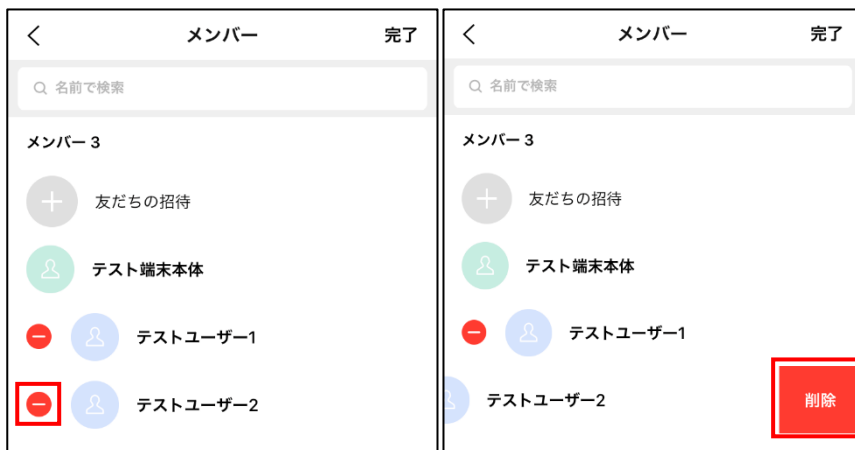 メンバー
完了
名前で検索
メンバー 3
友だちの招待
テスト端末本体
テストユーザー1
テストユーザー2
メンバー
完了
名前で検索
メンバー 3
友だちの招待
テスト端末本体
テストユーザー1
テストユーザー2
削除